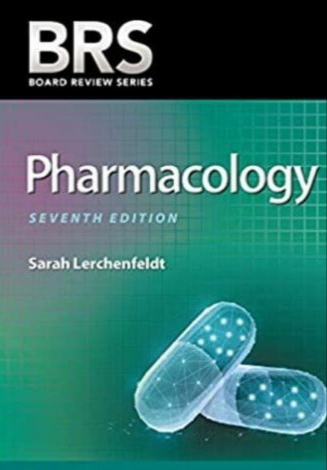 BRS
BOARD REVIEW SERIES
Pharmacology
SEVENTH EDITION
Sarah Lerchenfeldt